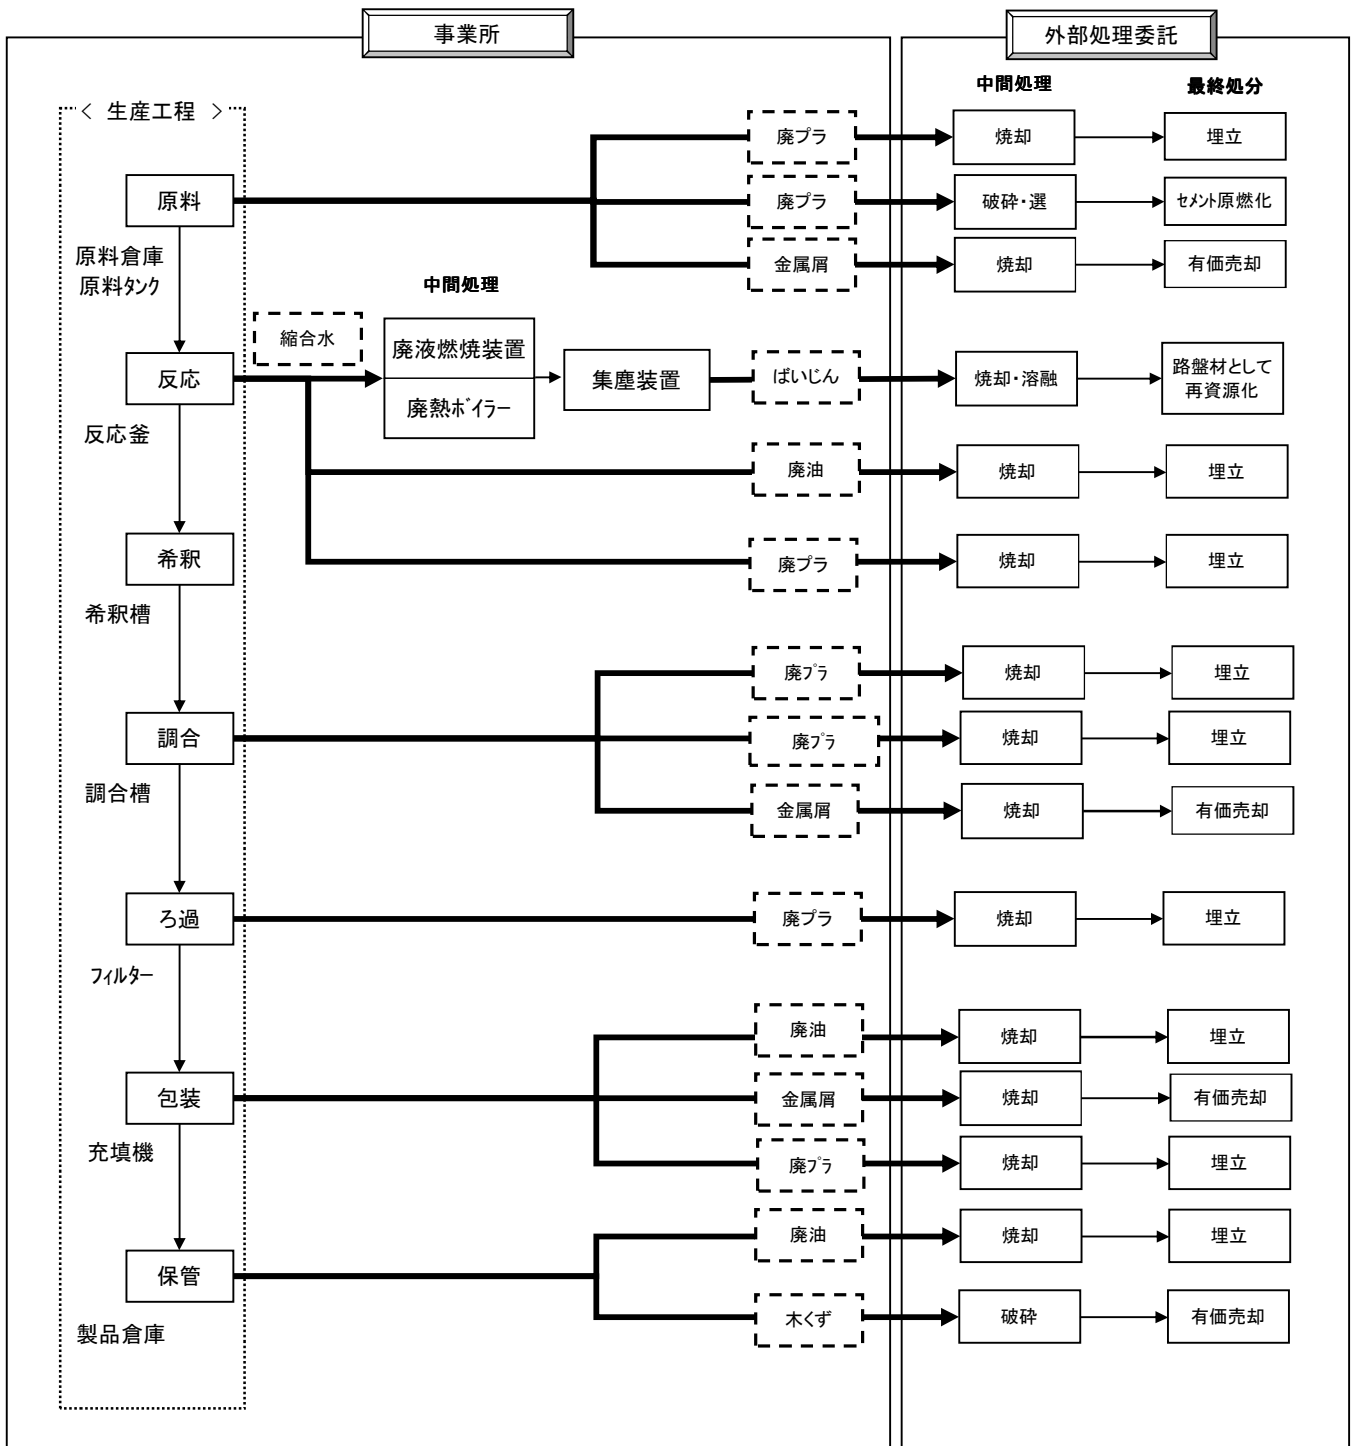 事業所
外部処理委託
中間処理
最終処分
＜ 生産工程 ＞
廃プラ
焼却
埋立
原料
廃プラ
破砕・選
ｾﾒﾝﾄ原燃化
原料倉庫
原料ﾀﾝｸ
金属屑
焼却
有価売却
中間処理
縮合水
廃液燃焼装置
廃熱ﾎﾞｲﾗｰ
集塵装置
ばいじん
焼却・溶融
路盤材として
再資源化
反応
反応釜
廃油
焼却
埋立
希釈
廃プラ
焼却
埋立
希釈槽
廃ﾌﾟﾗ
焼却
埋立
調合
廃ﾌﾟﾗ
焼却
埋立
調合槽
金属屑
焼却
有価売却
ろ過
廃プラ
焼却
埋立
ﾌｨﾙﾀｰ
廃油
焼却
埋立
包装
金属屑
焼却
有価売却
充填機
廃ﾌﾟﾗ
焼却
埋立
廃油
焼却
埋立
保管
木くず
破砕
有価売却
製品倉庫